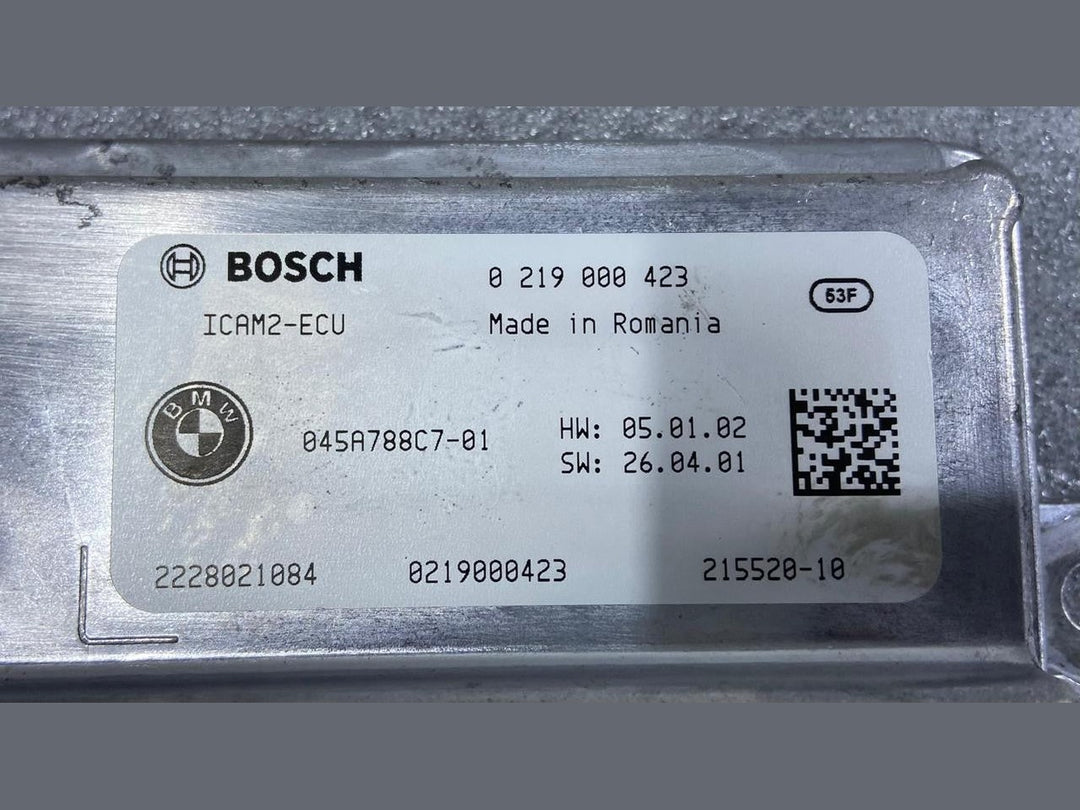 BOSCH 0 219 000 423
53F
ICAM2-ECU Made in Romania
BMW
045A788C7-01 HW: 05.01.02
SW: 26.04.01
2228021084 0219000423 215520-10